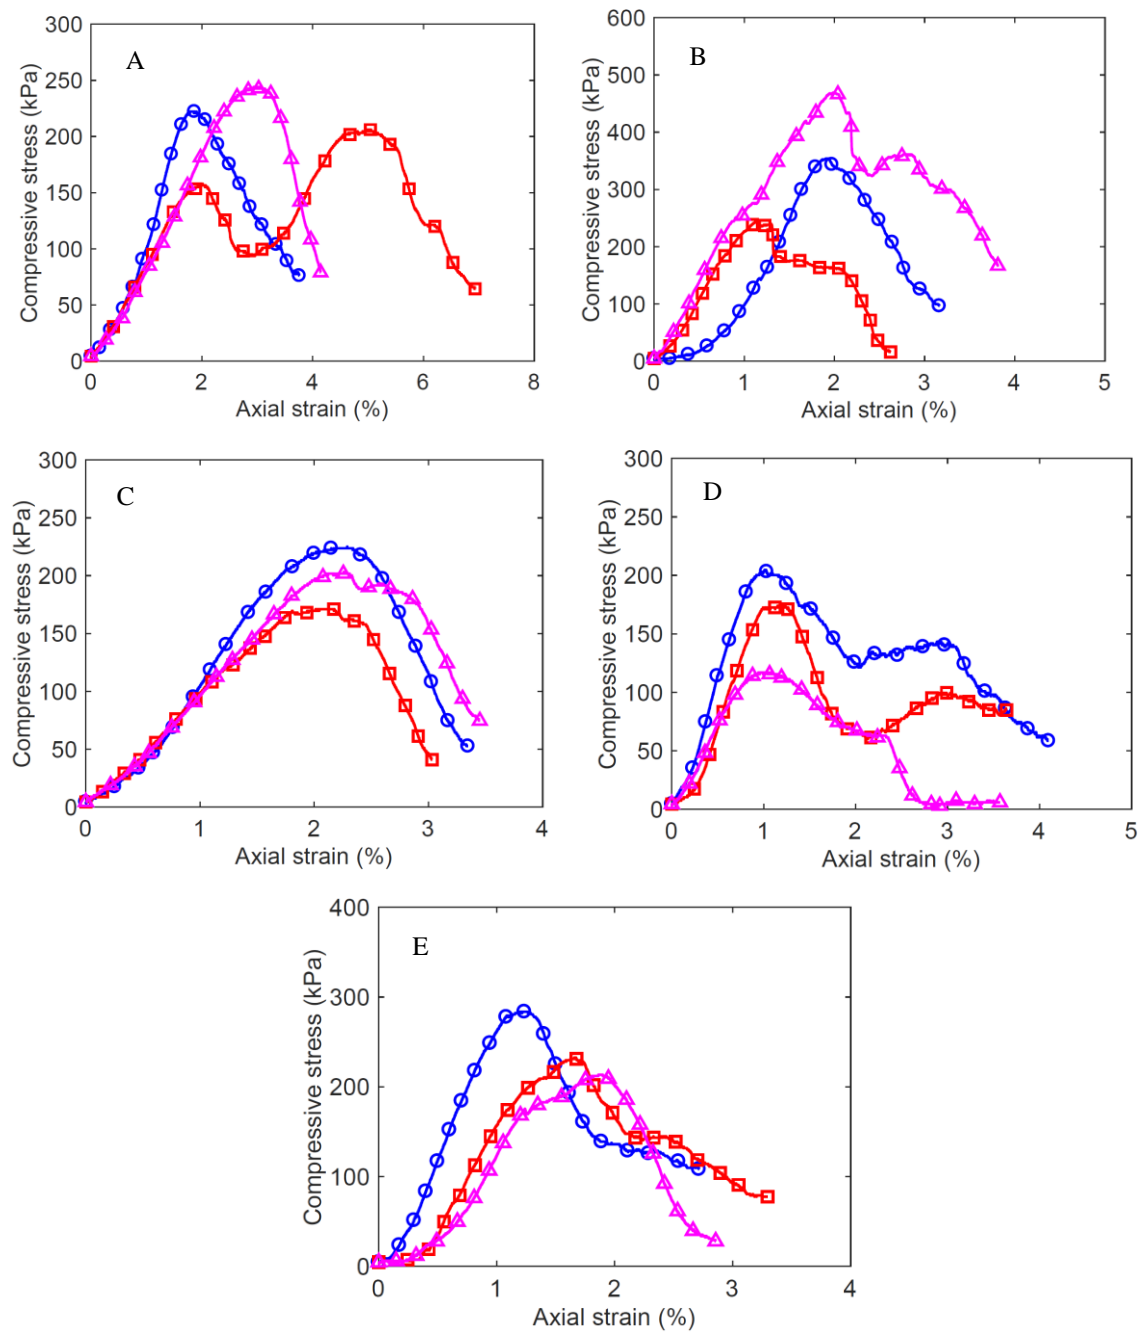 A
Compressive stress (kPa)
300
250
200
150
100
50
0
0 2 4 6 8
Axial strain (%)
B
Compressive stress (kPa)
600
500
400
300
200
100
0
0 1 2 3 4 5
Axial strain (%)
C
Compressive stress (kPa)
300
250
200
150
100
50
0
0 1 2 3 4
Axial strain (%)
D
Compressive stress (kPa)
300
250
200
150
100
50
0
0 1 2 3 4 5
Axial strain (%)
E
Compressive stress (kPa)
400
300
200
100
0
0 1 2 3 4
Axial strain (%)